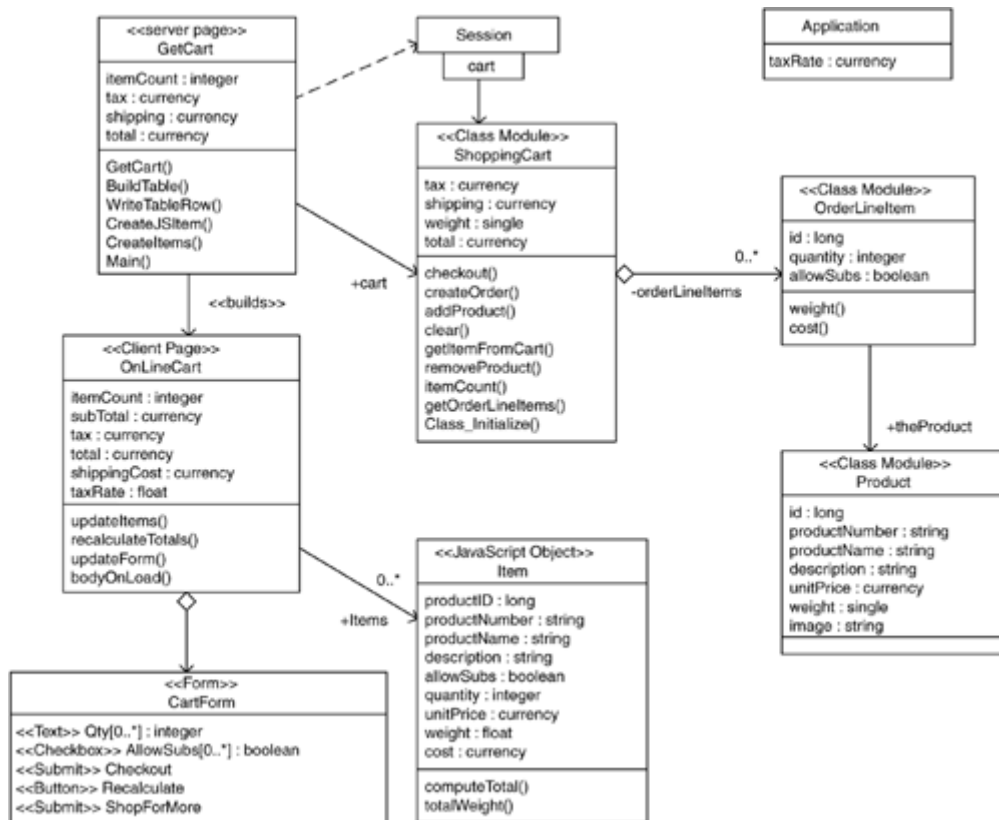 <<server page>>
GetCart
itemCount : integer
tax : currency
shipping : currency
total : currency
GetCart()
BuildTable()
WriteTableRow()
CreateJSItem()
CreateItems()
Main()
Session
cart
Application
taxRate : currency
<<Class Module>>
ShoppingCart
tax : currency
shipping : currency
weight : single
total : currency
checkout()
createOrder()
addProduct()
clear()
getItemFromCart()
removeProduct()
itemCount()
getOrderLineItems()
Class_Initialize()
+cart
0..*
-orderLineItems
<<Class Module>>
OrderLineItem
id : long
quantity : integer
allowSubs : boolean
weight()
cost()
<<builds>>
<<Client Page>>
OnLineCart
itemCount : integer
subTotal : currency
tax : currency
total : currency
shippingCost : currency
taxRate : float
updateItems()
recalculateTotals()
updateForm()
bodyOnLoad()
+theProduct
<<Class Module>>
Product
id : long
productNumber : string
productName : string
description : string
unitPrice : currency
weight : single
image : string
0..*
+Items
<<JavaScript Object>>
Item
productID : long
productNumber : string
productName : string
description : string
allowSubs : boolean
quantity : integer
unitPrice : currency
weight : float
cost : currency
computeTotal()
totalWeight()
<<Form>>
CartForm
<<Text>> Qty[0..*] : integer
<<Checkbox>> AllowSubs[0..*] : boolean
<<Submit>> Checkout
<<Button>> Recalculate
<<Submit>> ShopForMore